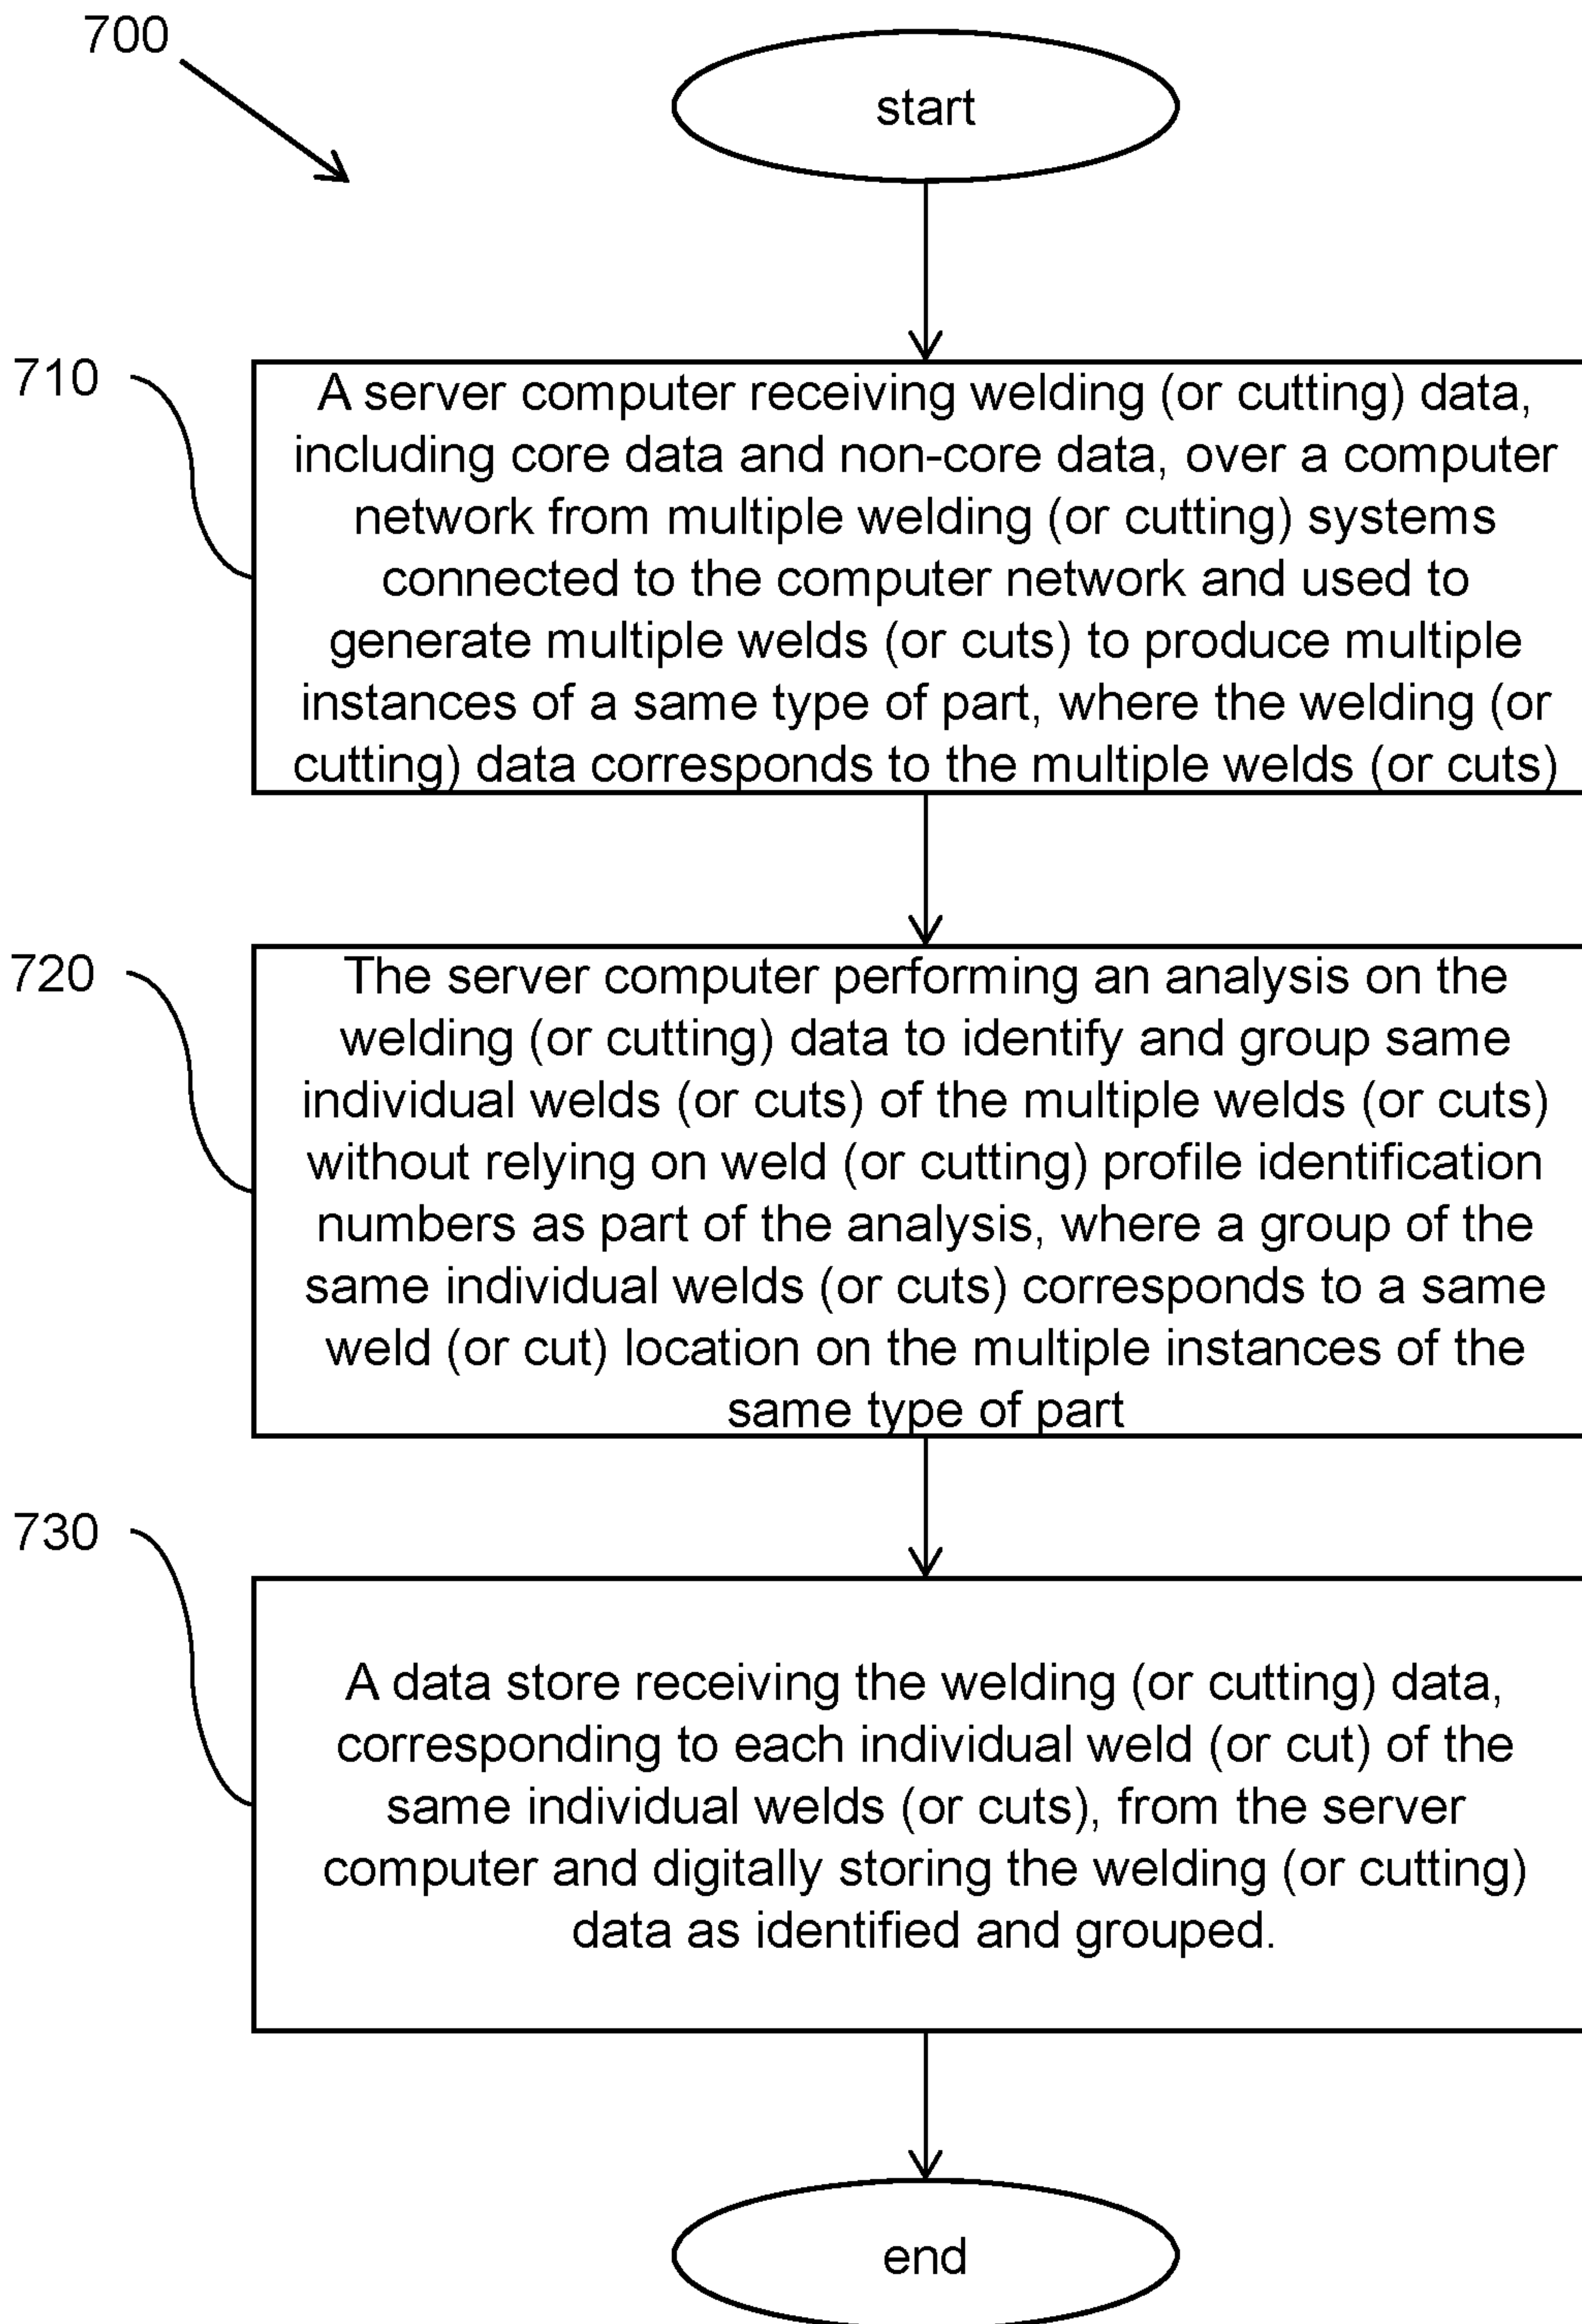 700
start
710
A server computer receiving welding (or cutting) data,
including core data and non-core data, over a computer
network from multiple welding (or cutting) systems
connected to the computer network and used to
generate multiple welds (or cuts) to produce multiple
instances of a same type of part, where the welding (or
cutting) data corresponds to the multiple welds (or cuts)
720
The server computer performing an analysis on the
welding (or cutting) data to identify and group same
individual welds (or cuts) of the multiple welds (or cuts)
without relying on weld (or cutting) profile identification
numbers as part of the analysis, where a group of the
same individual welds (or cuts) corresponds to a same
weld (or cut) location on the multiple instances of the
same type of part
730
A data store receiving the welding (or cutting) data,
corresponding to each individual weld (or cut) of the
same individual welds (or cuts), from the server
computer and digitally storing the welding (or cutting)
data as identified and grouped.
end